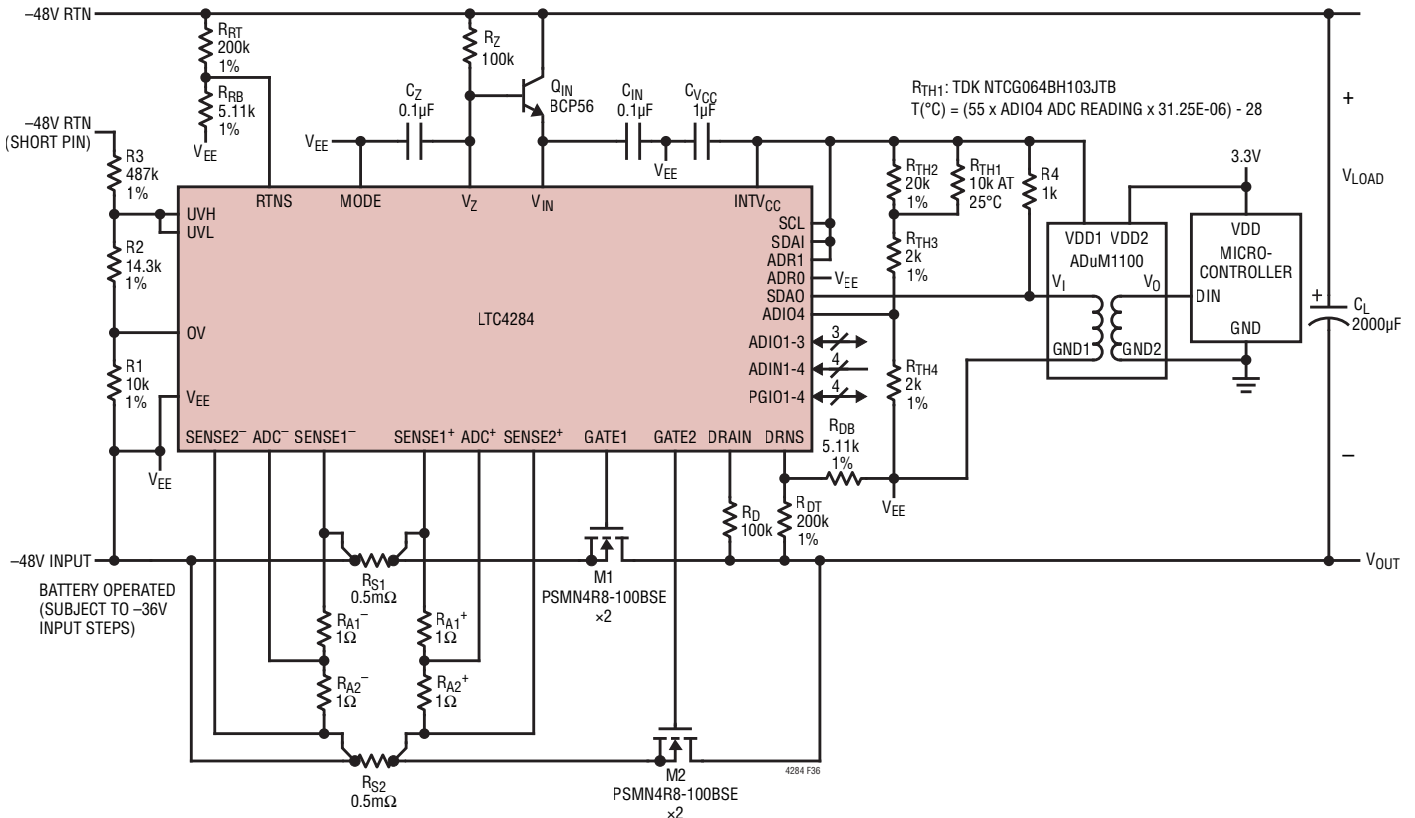 –48V RTN
R_RT
200k
1%
R_RB
5.11k
1%
V_EE
–48V RTN
(SHORT PIN)
R3
487k
1%
R2
14.3k
1%
R1
10k
1%
V_EE
R_Z
100k
C_Z
0.1µF
V_EE
Q_IN
BCP56
C_IN
0.1µF
C_VCC
1µF
V_EE
R_TH1: TDK NTCG064BH103JTB
T(°C) = (55 x ADIO4 ADC READING x 31.25E-06) - 28
R_TH2
20k
1%
R_TH1
10k AT
25°C
R4
1k
R_TH3
2k
1%
R_TH4
2k
1%
3.3V
VDD1 VDD2
ADuM1100
V_I
V_O
GND1
GND2
VDD
MICRO-
CONTROLLER
DIN
GND
+
V_LOAD
–
+
C_L
2000µF
RTNS
MODE
V_Z
V_IN
INTV_CC
UVH
UVL
OV
V_EE
LTC4284
SCL
SDAI
ADR1
ADR0
V_EE
SDAO
ADIO4
ADIO1-3
3
ADIN1-4
4
PGIO1-4
4
SENSE2– ADC– SENSE1–
SENSE1+ ADC+ SENSE2+
GATE1
GATE2
DRAIN
DRNS
R_DB
5.11k
1%
V_EE
R_D
100k
R_DT
200k
1%
–48V INPUT
BATTERY OPERATED
(SUBJECT TO –36V
INPUT STEPS)
R_S1
0.5mΩ
M1
PSMN4R8-100BSE
×2
V_OUT
R_A1–
1Ω
R_A1+
1Ω
R_A2–
1Ω
R_A2+
1Ω
R_S2
0.5mΩ
M2
PSMN4R8-100BSE
×2
4284 F36